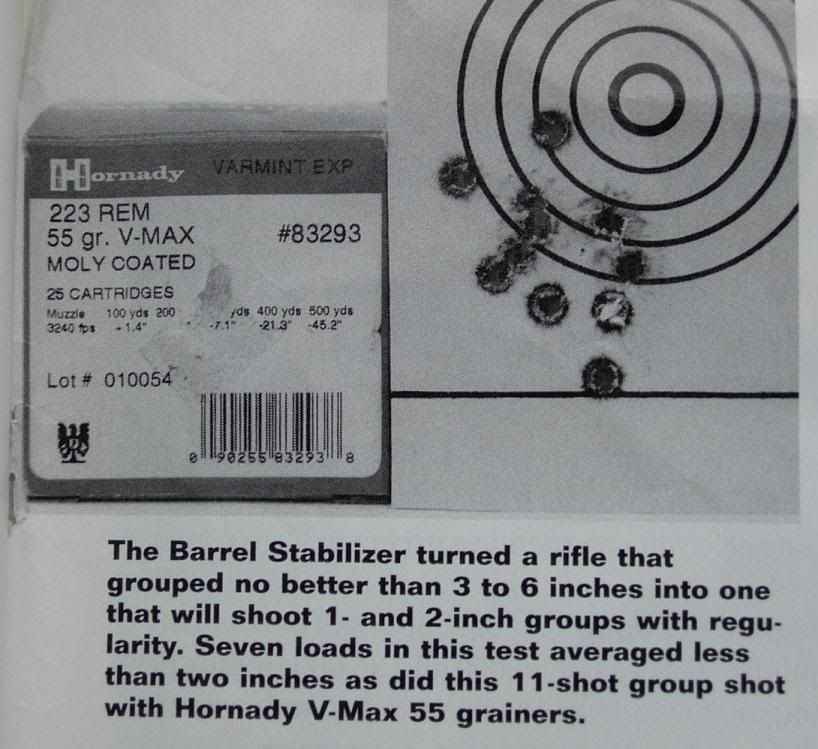 Hornady VARMINT EXP
223 REM
55 gr. V-MAX #83293
MOLY COATED
25 CARTRIDGES
Muzzle 100 yds 200 yds 400 yds 500 yds
3240 fps -7.1" -21.3" -45.2"
Lot # 010054
0 90255 83293 8
The Barrel Stabilizer turned a rifle that
grouped no better than 3 to 6 inches into one
that will shoot 1- and 2-inch groups with regu-
larity. Seven loads in this test averaged less
than two inches as did this 11-shot group shot
with Hornady V-Max 55 grainers.